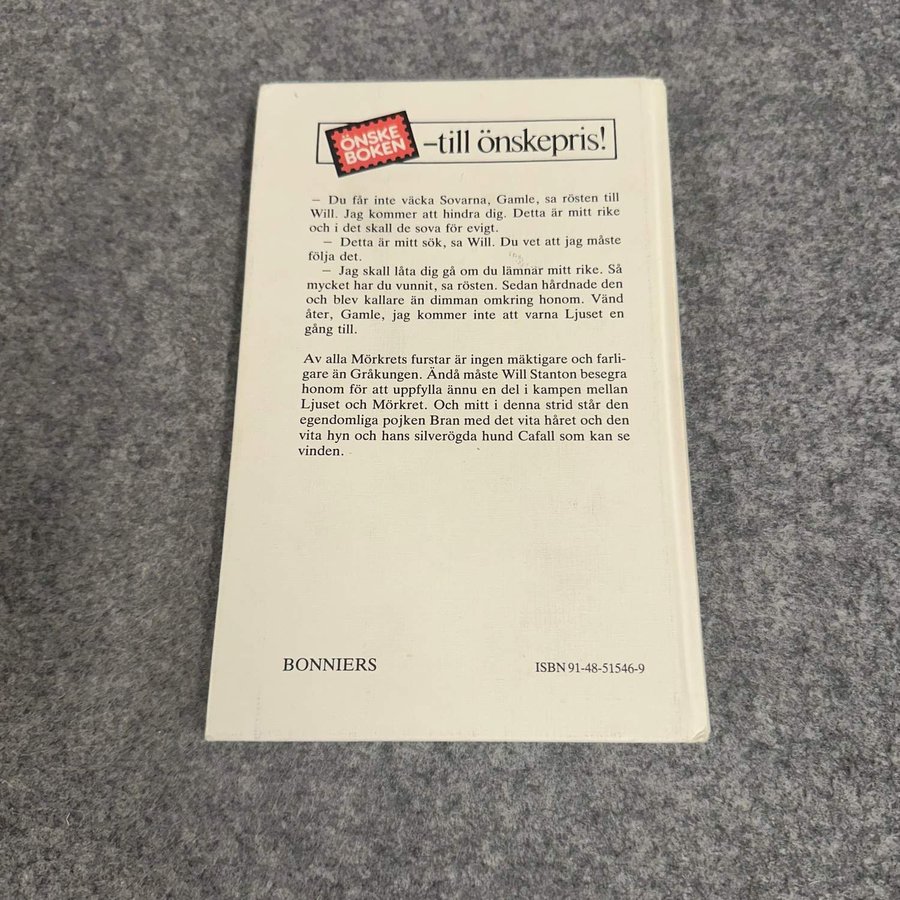 ÖNSKE
BOKEN
–till önskepris!
– Du får inte väcka Sovarna, Gamle, sa rösten till
Will. Jag kommer att hindra dig. Detta är mitt rike
och i det skall de sova för evigt.
– Detta är mitt sök, sa Will. Du vet att jag måste
följa det.
– Jag skall låta dig gå om du lämnar mitt rike. Så
mycket har du vunnit, sa rösten. Sedan hårdnade den
och blev kallare än dimman omkring honom. Vänd
åter, Gamle, jag kommer inte att varna Ljuset en
gång till.
Av alla Mörkrets furstar är ingen mäktigare och farli-
gare än Gråkungen. Ändå måste Will Stanton besegra
honom för att uppfylla ännu en del i kampen mellan
Ljuset och Mörkret. Och mitt i denna strid står den
egendomliga pojken Bran med det vita håret och den
vita hyn och hans silverögda hund Cafall som kan se
vinden.
BONNIERS
ISBN 91-48-51546-9